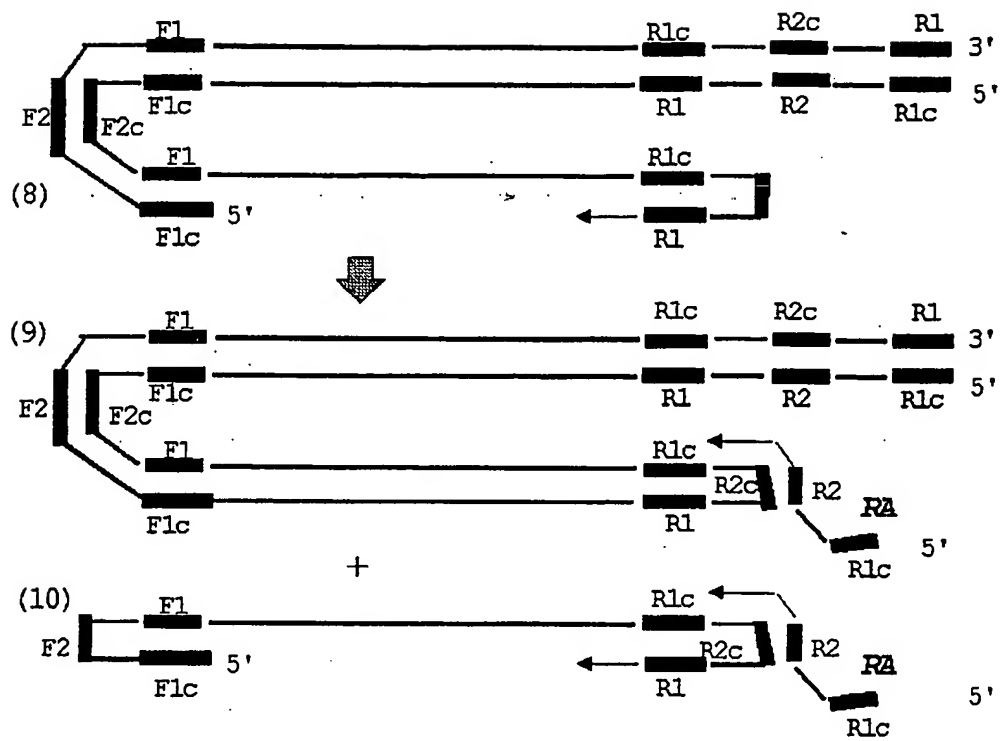 F1 R1c R2c R1
3'
F1c R1 R2 R1c 5'
F2 F2c
F1 R1c
(8)
5'
F1c R1
(9)
F1 R1c R2c R1
3'
F1c R1 R2 R1c 5'
F2 F2c
F1 R1c
R2c R2 RA
F1c R1 R1c 5'
+
(10)
F1 R1c
F2 R2c R2 RA
5'
F1c R1 R1c 5'